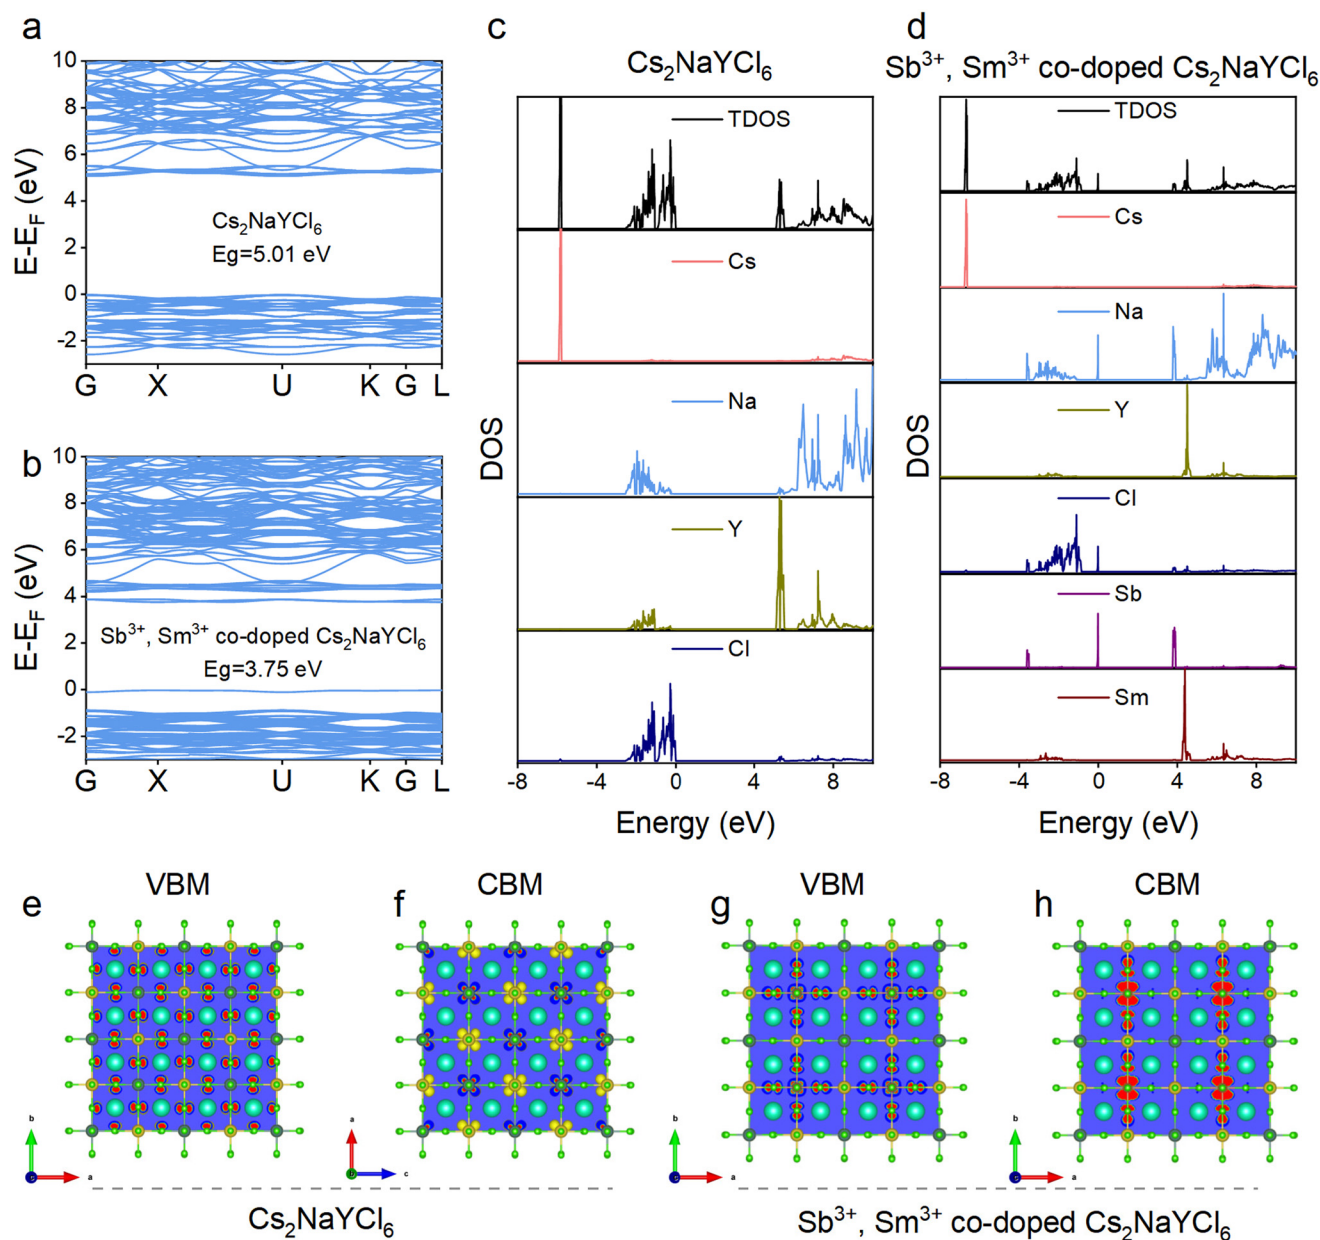 a
10
8
6
4
2
0
-2
E-E_F (eV)
Cs₂NaYCl₆
Eg=5.01 eV
G X U K G L
b
10
8
6
4
2
0
-2
E-E_F (eV)
Sb³⁺, Sm³⁺ co-doped Cs₂NaYCl₆
Eg=3.75 eV
G X U K G L
c
Cs₂NaYCl₆
TDOS
Cs
Na
Y
Cl
DOS
-8 -4 0 4 8
Energy (eV)
d
Sb³⁺, Sm³⁺ co-doped Cs₂NaYCl₆
TDOS
Cs
Na
Y
Cl
Sb
Sm
DOS
-8 -4 0 4 8
Energy (eV)
e
VBM
b
a
f
CBM
a
c
Cs₂NaYCl₆
g
VBM
b
a
h
CBM
b
a
Sb³⁺, Sm³⁺ co-doped Cs₂NaYCl₆